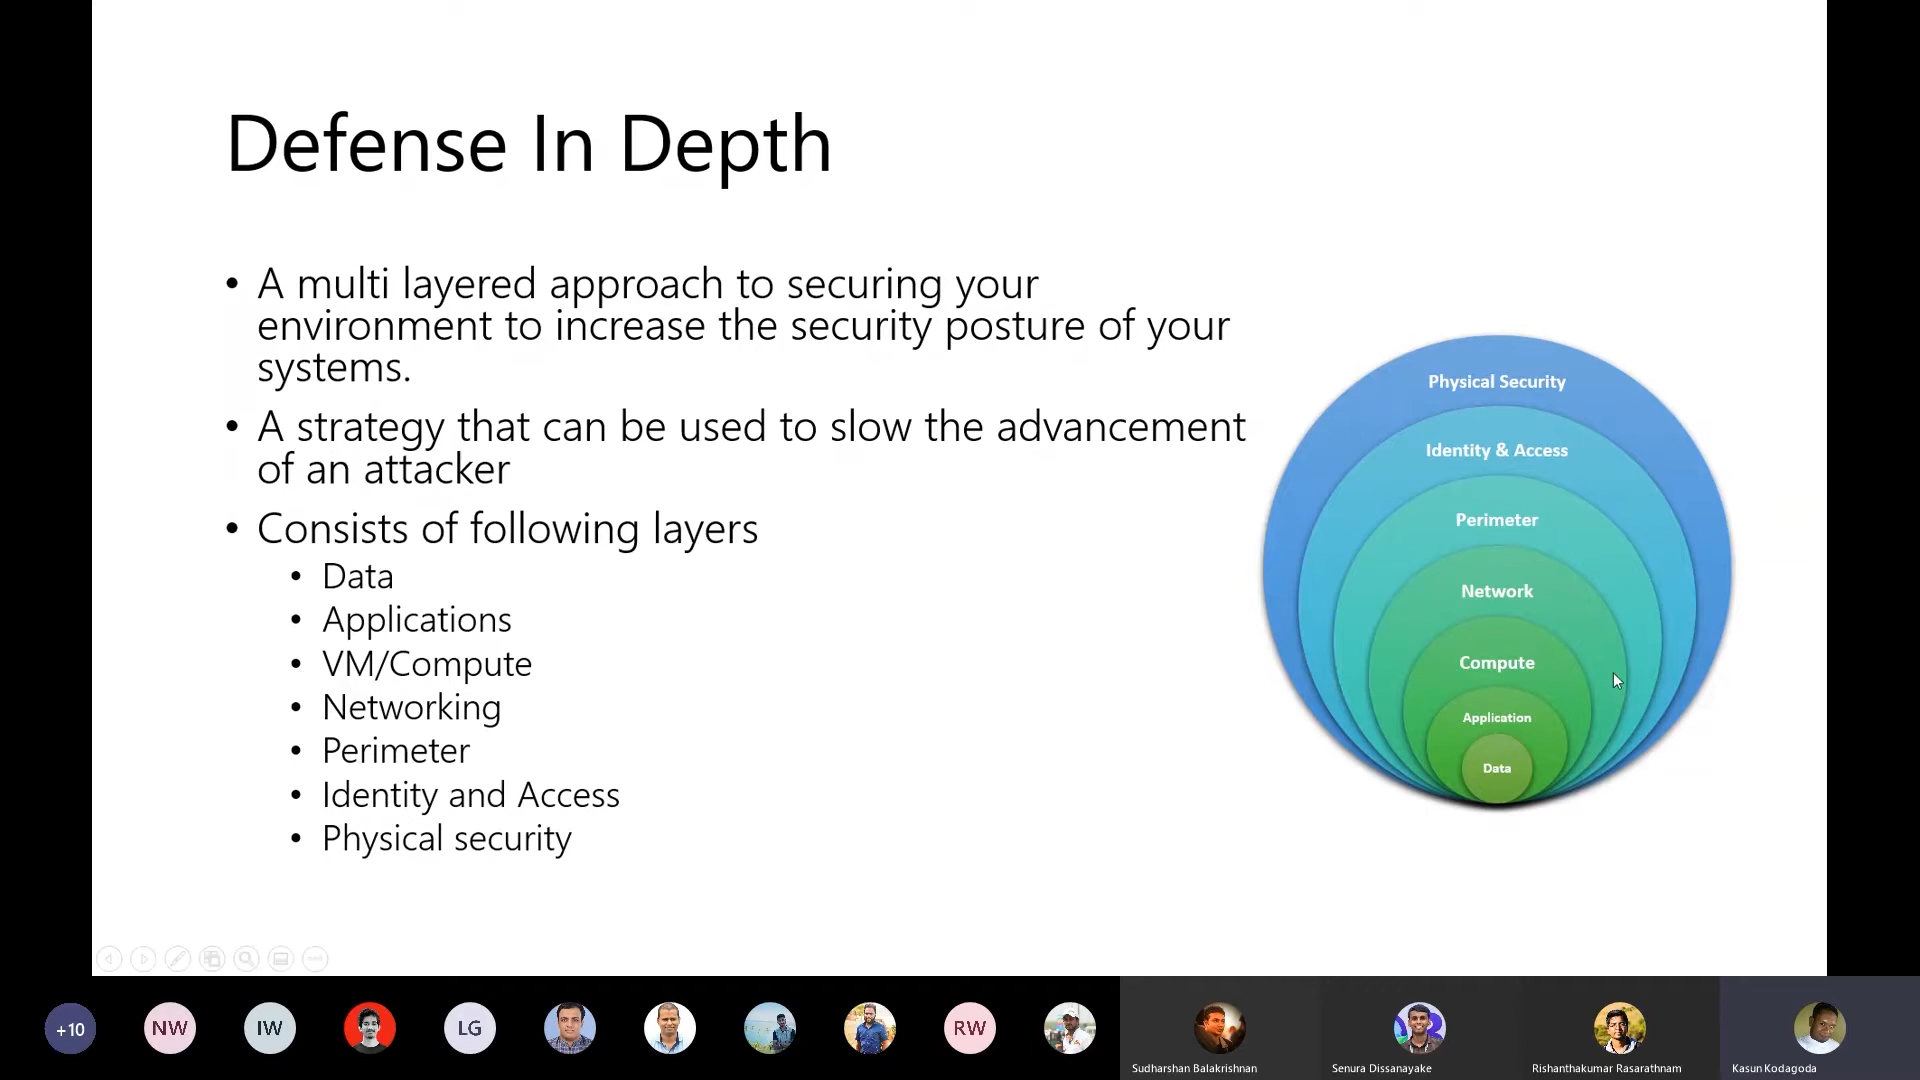 Defense In Depth
• A multi layered approach to securing your
environment to increase the security posture of your
systems.
• A strategy that can be used to slow the advancement
of an attacker
• Consists of following layers
• Data
• Applications
• VM/Compute
• Networking
• Perimeter
• Identity and Access
• Physical security
Physical Security
Identity & Access
Perimeter
Network
Compute
Application
Data
+10
NW
IW
LG
RW
Sudharshan Balakrishnan
Senura Dissanayake
Rishanthakumar Rasarathnam
Kasun Kodagoda